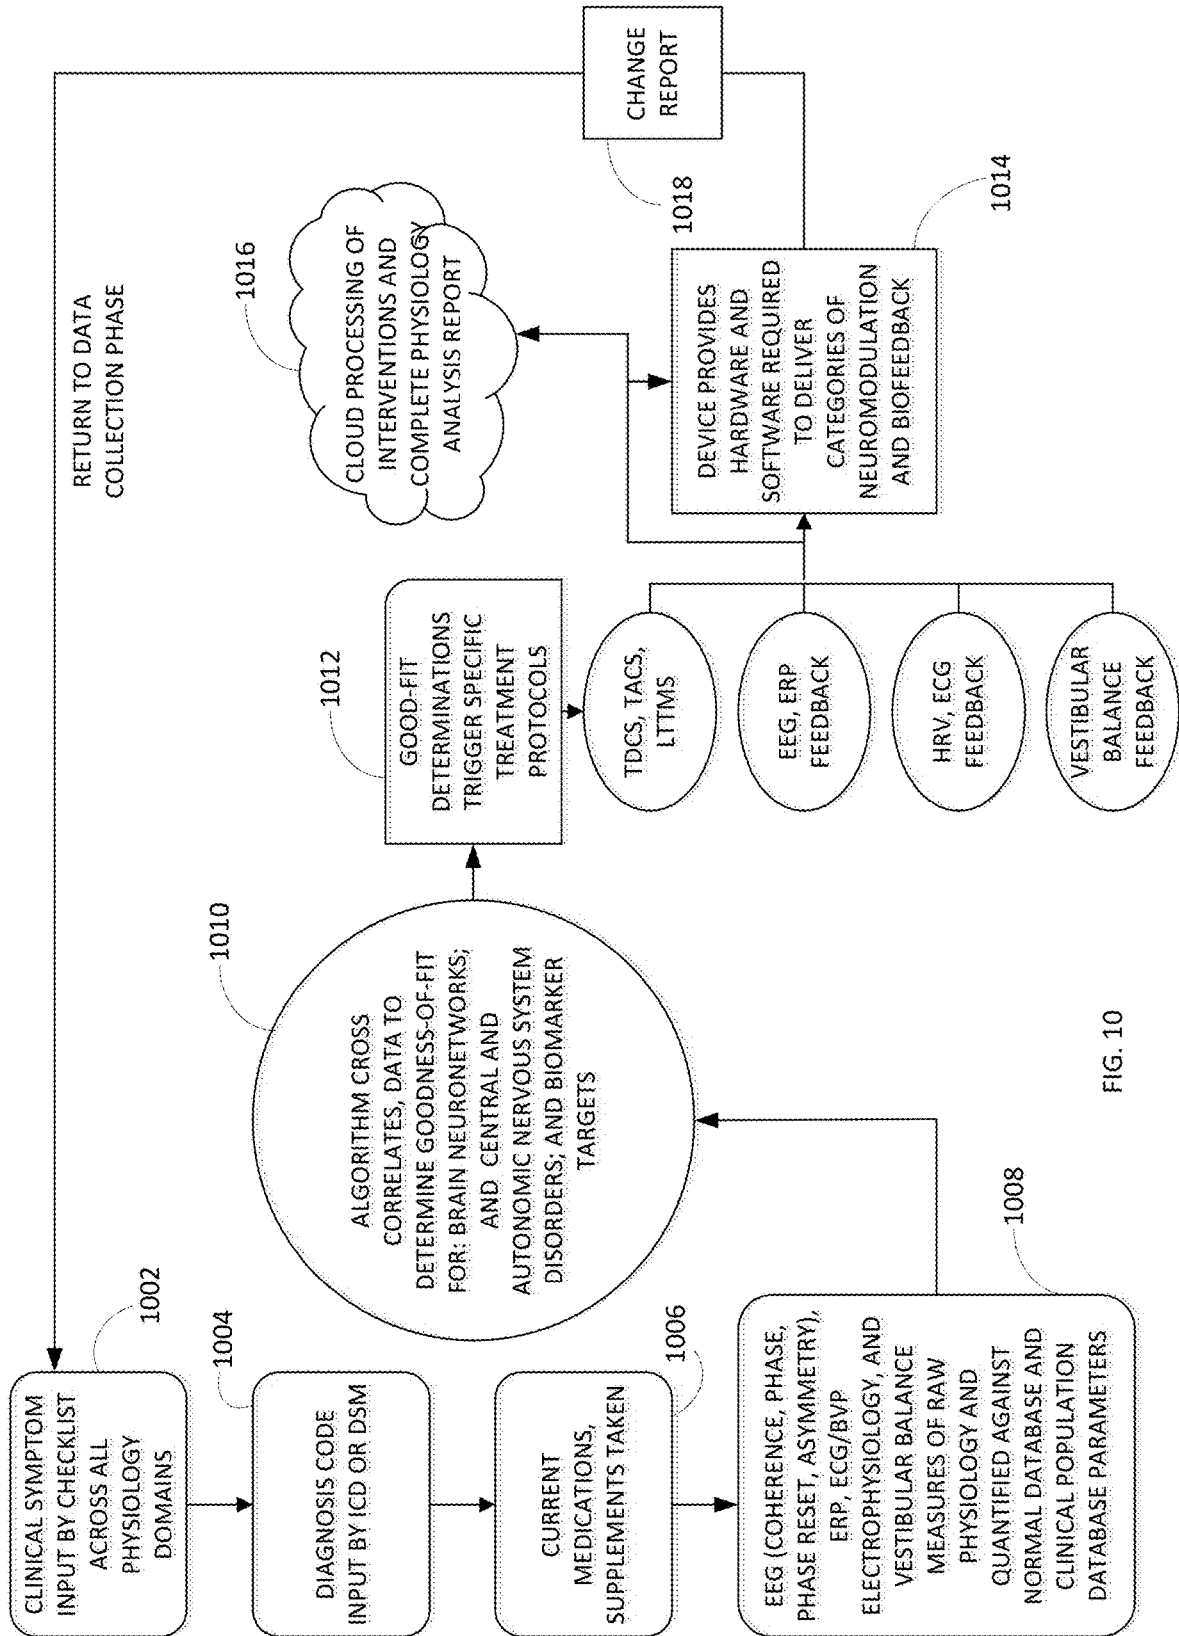 CLINICAL SYMPTOM
INPUT BY CHECKLIST
ACROSS ALL
PHYSIOLOGY
DOMAINS
1002
DIAGNOSIS CODE
INPUT BY ICD OR DSM
1004
CURRENT
MEDICATIONS,
SUPPLEMENTS TAKEN
1006
EEG (COHERENCE, PHASE,
PHASE RESET, ASYMMETRY),
ERP, ECG/BVP
ELECTROPHYSIOLOGY, AND
VESTIBULAR BALANCE
MEASURES OF RAW
PHYSIOLOGY AND
QUANTIFIED AGAINST
NORMAL DATABASE AND
CLINICAL POPULATION
DATABASE PARAMETERS
1008
ALGORITHM CROSS
CORRELATES, DATA TO
DETERMINE GOODNESS-OF-FIT
FOR: BRAIN NEURONETWORKS;
AND CENTRAL AND
AUTONOMIC NERVOUS SYSTEM
DISORDERS; AND BIOMARKER
TARGETS
1010
GOOD-FIT
DETERMINATIONS
TRIGGER SPECIFIC
TREATMENT
PROTOCOLS
1012
TDCS, TACS,
LTTMS
EEG, ERP
FEEDBACK
HRV, ECG
FEEDBACK
VESTIBULAR
BALANCE
FEEDBACK
DEVICE PROVIDES
HARDWARE AND
SOFTWARE REQUIRED
TO DELIVER
CATEGORIES OF
NEUROMODULATION
AND BIOFEEDBACK
1014
CLOUD PROCESSING OF
INTERVENTIONS AND
COMPLETE PHYSIOLOGY
ANALYSIS REPORT
1016
CHANGE
REPORT
1018
RETURN TO DATA
COLLECTION PHASE
FIG. 10